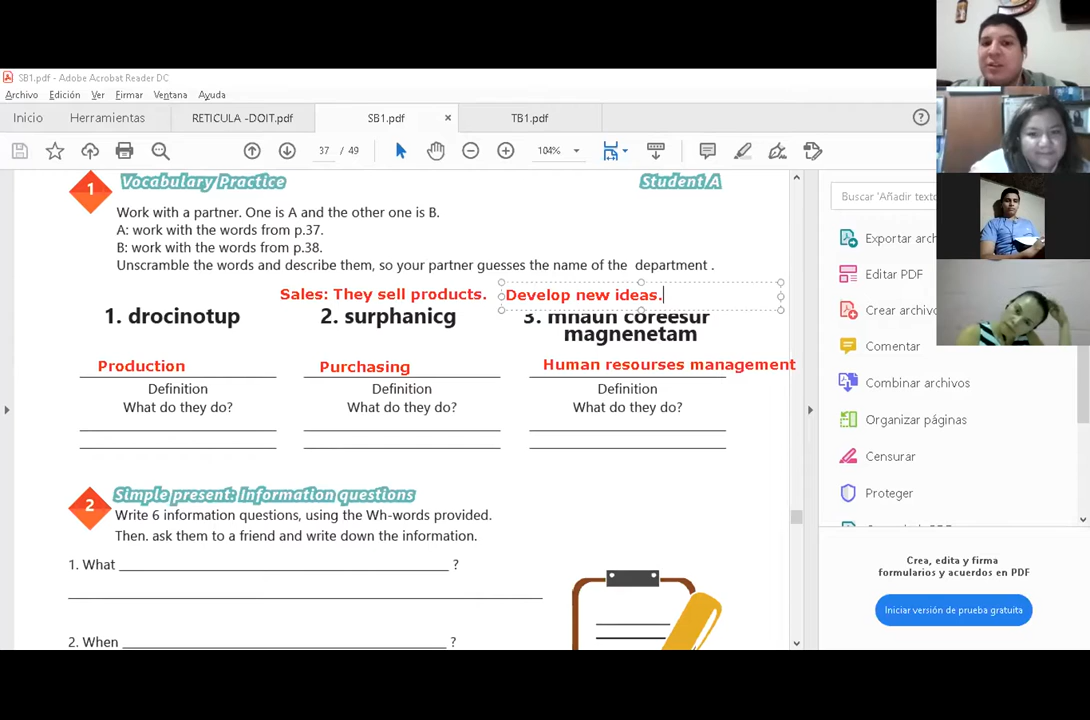 SB1.pdf - Adobe Acrobat Reader DC
Archivo Edición Ver Firmar Ventana Ayuda
Inicio Herramientas RETICULA -DOIT.pdf SB1.pdf × TB1.pdf
37 / 49 104%
1 Vocabulary Practice Student A
Work with a partner. One is A and the other one is B.
A: work with the words from p.37.
B: work with the words from p.38.
Unscramble the words and describe them, so your partner guesses the name of the department .
Sales: They sell products. Develop new ideas.
1. drocinotup 2. surphanicg 3. mnaun coreesur
magnenetam
Production Purchasing Human resourses management
Definition Definition Definition
What do they do? What do they do? What do they do?
2 Simple present: Information questions
Write 6 information questions, using the Wh-words provided.
Then. ask them to a friend and write down the information.
1. What ?
2. When ?
Buscar 'Añadir texto
Exportar arch
Editar PDF
Crear archivo
Comentar
Combinar archivos
Organizar páginas
Censurar
Proteger
Crea, edita y firma
formularios y acuerdos en PDF
Iniciar versión de prueba gratuita